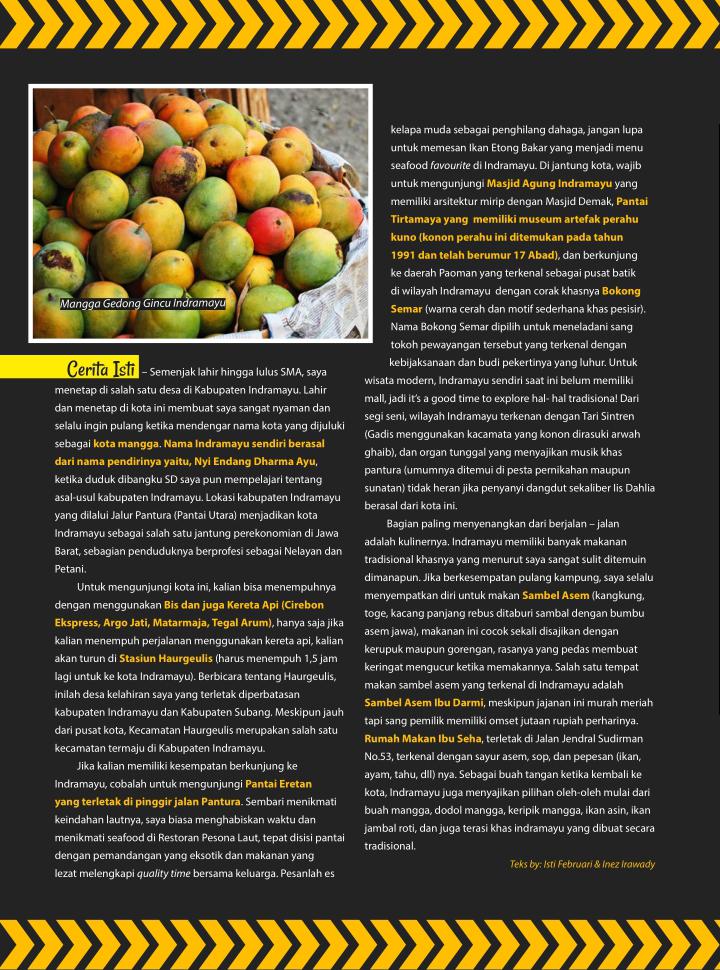 Mangga Gedong Gincu Indramayu
Cerita Isti – Semenjak lahir hingga lulus SMA, saya
menetap di salah satu desa di Kabupaten Indramayu. Lahir
dan menetap di kota ini membuat saya sangat nyaman dan
selalu ingin pulang ketika mendengar nama kota yang dijuluki
sebagai kota mangga. Nama Indramayu sendiri berasal
dari nama pendirinya yaitu, Nyi Endang Dharma Ayu,
ketika duduk dibangku SD saya pun mempelajari tentang
asal-usul kabupaten Indramayu. Lokasi kabupaten Indramayu
yang dilalui Jalur Pantura (Pantai Utara) menjadikan kota
Indramayu sebagai salah satu jantung perekonomian di Jawa
Barat, sebagian penduduknya berprofesi sebagai Nelayan dan
Petani.
Untuk mengunjungi kota ini, kalian bisa menempuhnya
dengan menggunakan Bis dan juga Kereta Api (Cirebon
Ekspress, Argo Jati, Matarmaja, Tegal Arum), hanya saja jika
kalian menempuh perjalanan menggunakan kereta api, kalian
akan turun di Stasiun Haurgeulis (harus menempuh 1,5 jam
lagi untuk ke kota Indramayu). Berbicara tentang Haurgeulis,
inilah desa kelahiran saya yang terletak diperbatasan
kabupaten Indramayu dan Kabupaten Subang. Meskipun jauh
dari pusat kota, Kecamatan Haurgeulis merupakan salah satu
kecamatan termaju di Kabupaten Indramayu.
Jika kalian memiliki kesempatan berkunjung ke
Indramayu, cobalah untuk mengunjungi Pantai Eretan
yang terletak di pinggir jalan Pantura. Sembari menikmati
keindahan lautnya, saya biasa menghabiskan waktu dan
menikmati seafood di Restoran Pesona Laut, tepat disisi pantai
dengan pemandangan yang eksotik dan makanan yang
lezat melengkapi quality time bersama keluarga. Pesanlah es
kelapa muda sebagai penghilang dahaga, jangan lupa
untuk memesan Ikan Etong Bakar yang menjadi menu
seafood favourite di Indramayu. Di jantung kota, wajib
untuk mengunjungi Masjid Agung Indramayu yang
memiliki arsitektur mirip dengan Masjid Demak, Pantai
Tirtamaya yang memiliki museum artefak perahu
kuno (konon perahu ini ditemukan pada tahun
1991 dan telah berumur 17 Abad), dan berkunjung
ke daerah Paoman yang terkenal sebagai pusat batik
di wilayah Indramayu dengan corak khasnya Bokong
Semar (warna cerah dan motif sederhana khas pesisir).
Nama Bokong Semar dipilih untuk meneladani sang
tokoh pewayangan tersebut yang terkenal dengan
kebijaksanaan dan budi pekertinya yang luhur. Untuk
wisata modern, Indramayu sendiri saat ini belum memiliki
mall, jadi it's a good time to explore hal- hal tradisiona! Dari
segi seni, wilayah Indramayu terkenan dengan Tari Sintren
(Gadis menggunakan kacamata yang konon dirasuki arwah
ghaib), dan organ tunggal yang menyajikan musik khas
pantura (umumnya ditemui di pesta pernikahan maupun
sunatan) tidak heran jika penyanyi dangdut sekaliber Iis Dahlia
berasal dari kota ini.
Bagian paling menyenangkan dari berjalan – jalan
adalah kulinernya. Indramayu memiliki banyak makanan
tradisional khasnya yang menurut saya sangat sulit ditemuin
dimanapun. Jika berkesempatan pulang kampung, saya selalu
menyempatkan diri untuk makan Sambel Asem (kangkung,
toge, kacang panjang rebus ditaburi sambal dengan bumbu
asem jawa), makanan ini cocok sekali disajikan dengan
kerupuk maupun gorengan, rasanya yang pedas membuat
keringat mengucur ketika memakannya. Salah satu tempat
makan sambel asem yang terkenal di Indramayu adalah
Sambel Asem Ibu Darmi, meskipun jajanan ini murah meriah
tapi sang pemilik memiliki omset jutaan rupiah perharinya.
Rumah Makan Ibu Seha, terletak di Jalan Jendral Sudirman
No.53, terkenal dengan sayur asem, sop, dan pepesan (ikan,
ayam, tahu, dll) nya. Sebagai buah tangan ketika kembali ke
kota, Indramayu juga menyajikan pilihan oleh-oleh mulai dari
buah mangga, dodol mangga, keripik mangga, ikan asin, ikan
jambal roti, dan juga terasi khas indramayu yang dibuat secara
tradisional.
Teks by: Isti Februari & Inez Irawady